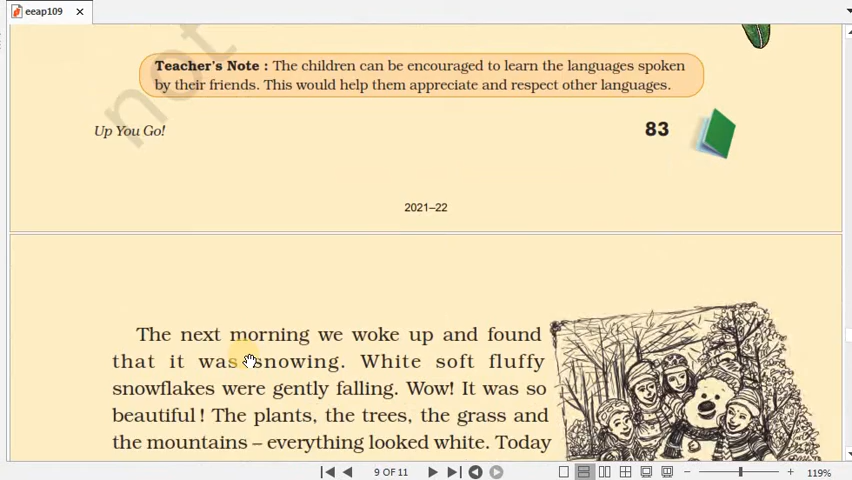 eeap109
not
Teacher's Note : The children can be encouraged to learn the languages spoken
by their friends. This would help them appreciate and respect other languages.
Up You Go!
83
2021–22
The next morning we woke up and found
that it was snowing. White soft fluffy
snowflakes were gently falling. Wow! It was so
beautiful! The plants, the trees, the grass and
the mountains – everything looked white. Today
9 OF 11
119%